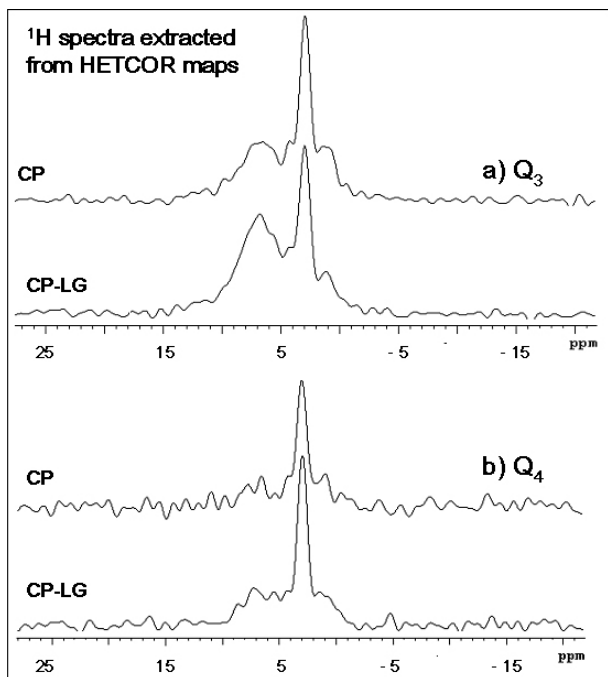 ¹H spectra extracted
from HETCOR maps
CP
a) Q₃
CP-LG
ppm
25 15 5 - 5 - 15
CP
b) Q₄
CP-LG
ppm
25 15 5 - 5 - 15